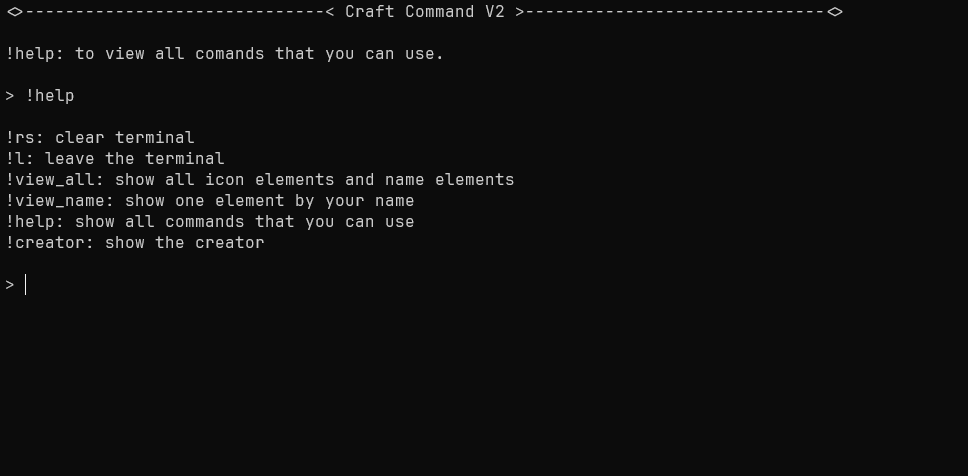 <>------------------------------< Craft Command V2 >------------------------------<>
!help: to view all comands that you can use.
> !help
!rs: clear terminal
!l: leave the terminal
!view_all: show all icon elements and name elements
!view_name: show one element by your name
!help: show all commands that you can use
!creator: show the creator
>